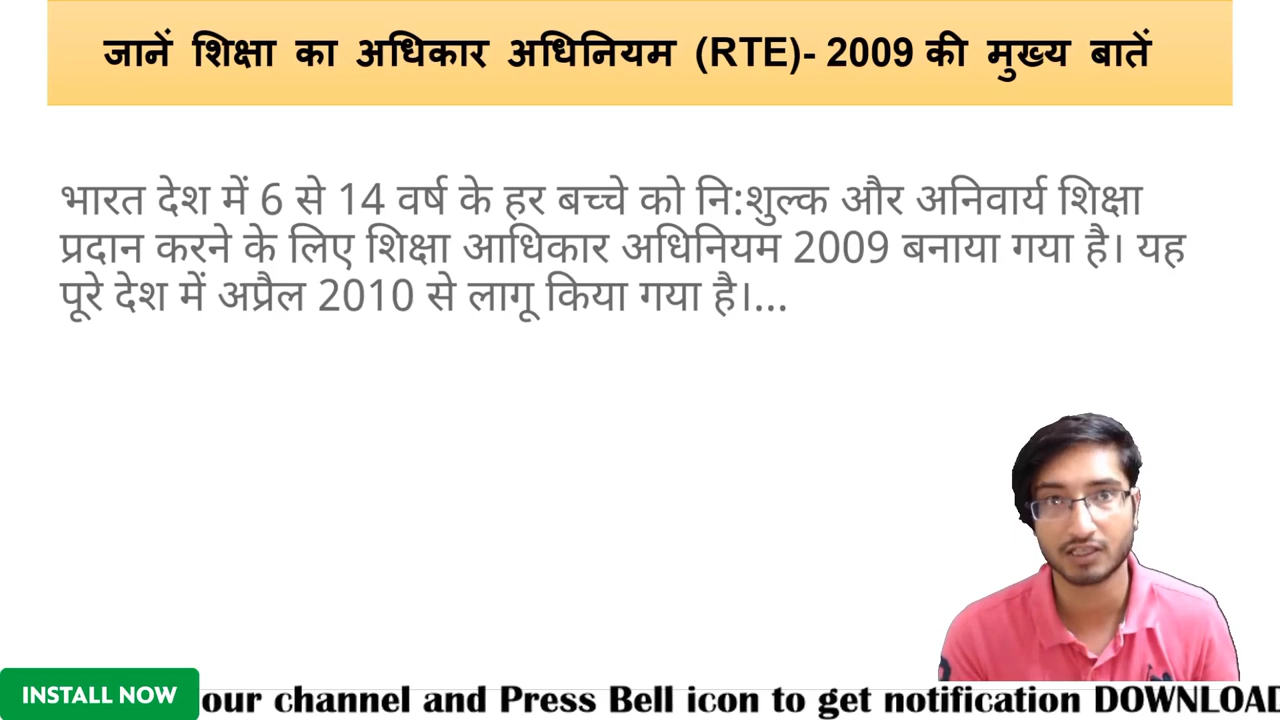 जानें शिक्षा का अधिकार अधिनियम (RTE)- 2009 की मुख्य बातें
भारत देश में 6 से 14 वर्ष के हर बच्चे को नि:शुल्क और अनिवार्य शिक्षा
प्रदान करने के लिए शिक्षा आधिकार अधिनियम 2009 बनाया गया है। यह
पूरे देश में अप्रैल 2010 से लागू किया गया है।...
INSTALL NOW our channel and Press Bell icon to get notification DOWNLOAD